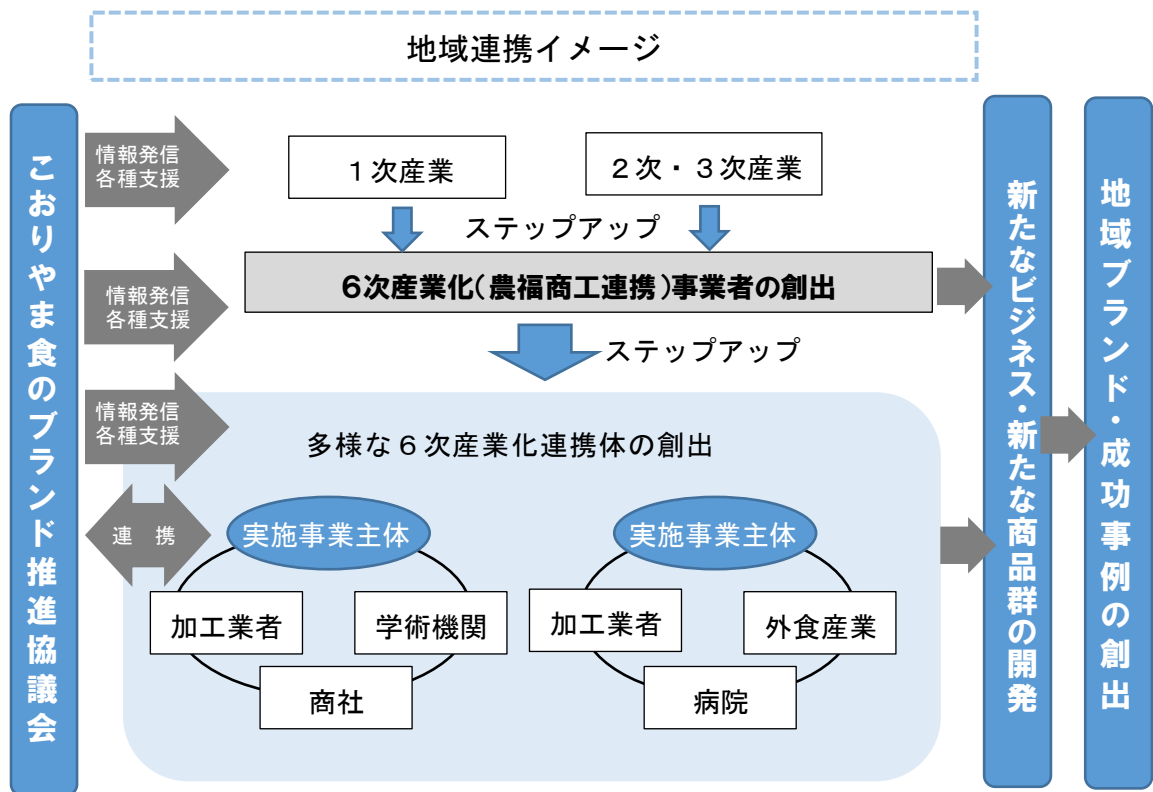 地域連携イメージ
こおりやま食のブランド推進協議会
情報発信
各種支援
1次産業
2次・3次産業
ステップアップ
情報発信
各種支援
6次産業化(農福商工連携)事業者の創出
ステップアップ
情報発信
各種支援
多様な6次産業化連携体の創出
連 携
実施事業主体
加工業者
学術機関
商社
実施事業主体
加工業者
外食産業
病院
新たなビジネス・新たな商品群の開発
地域ブランド・成功事例の創出